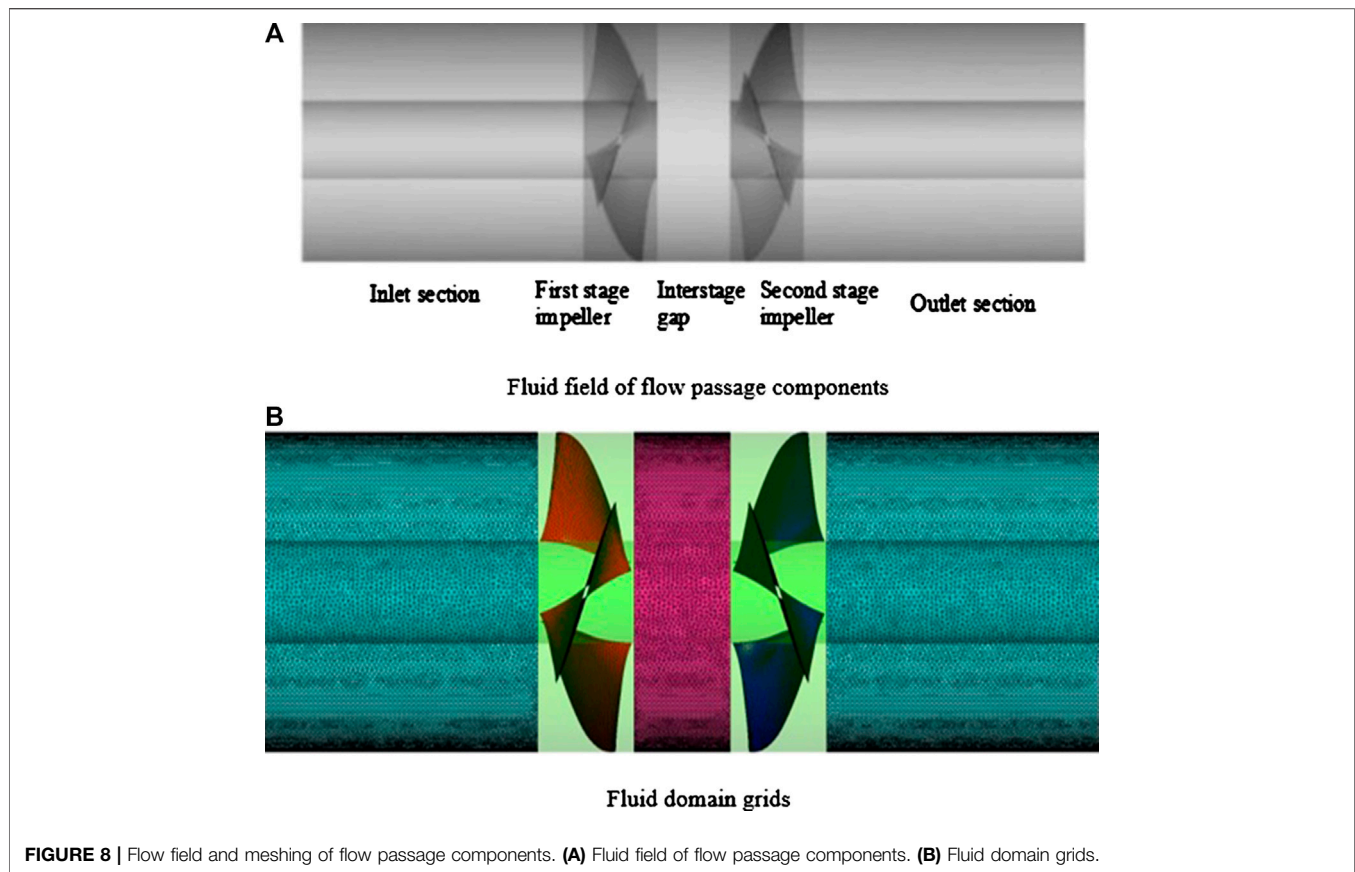 A
Inlet section
First stage impeller
Interstage gap
Second stage impeller
Outlet section
Fluid field of flow passage components
B
Fluid domain grids
FIGURE 8 | Flow field and meshing of flow passage components. (A) Fluid field of flow passage components. (B) Fluid domain grids.